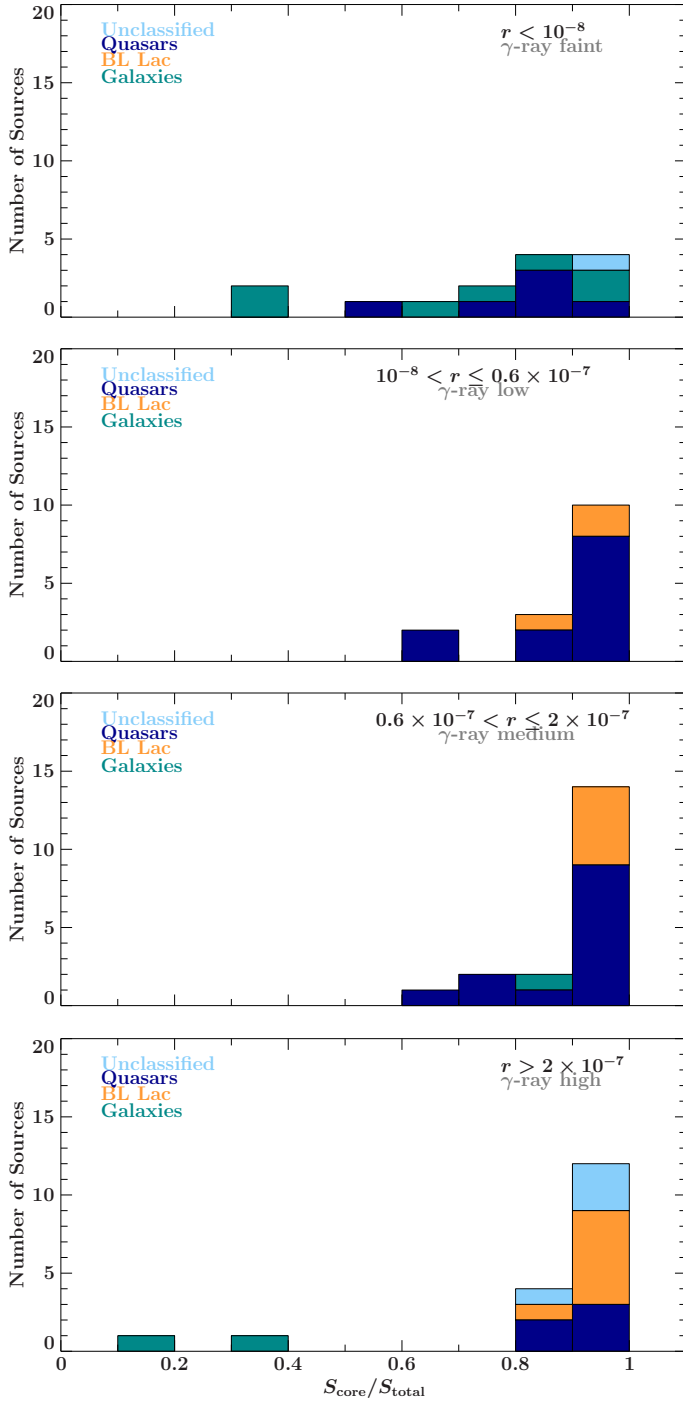 20
15
10
5
0
Number of Sources
Unclassified
Quasars
BL Lac
Galaxies
r < 10⁻⁸
γ-ray faint
20
15
10
5
0
Number of Sources
Unclassified
Quasars
BL Lac
Galaxies
10⁻⁸ < r ≤ 0.6 × 10⁻⁷
γ-ray low
20
15
10
5
0
Number of Sources
Unclassified
Quasars
BL Lac
Galaxies
0.6 × 10⁻⁷ < r ≤ 2 × 10⁻⁷
γ-ray medium
20
15
10
5
0
Number of Sources
Unclassified
Quasars
BL Lac
Galaxies
r > 2 × 10⁻⁷
γ-ray high
0 0.2 0.4 0.6 0.8 1
S_core/S_total